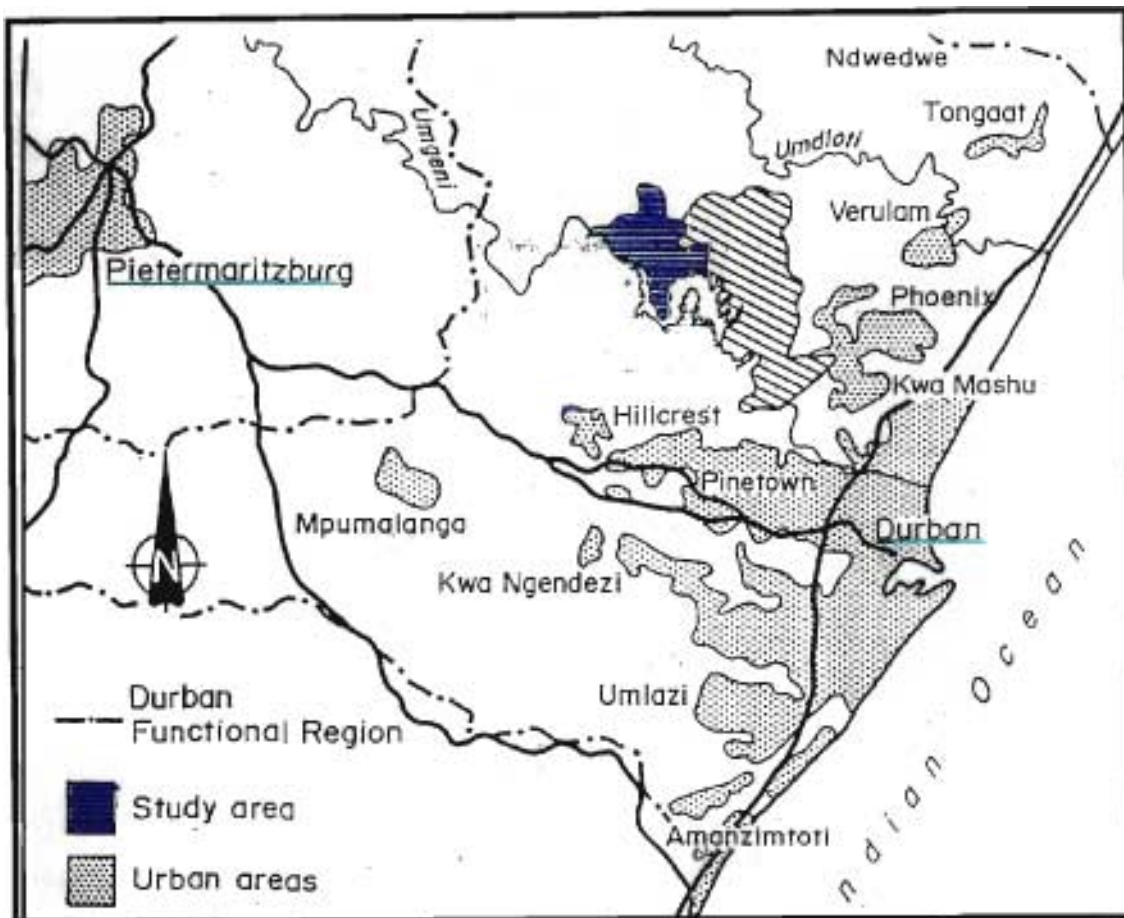 Ndwedwe
Tongaat
Umgeni
Umdloti
Verulam
Pietermaritzburg
Phoenix
Kwa Mashu
Hillcrest
Pinetown
Mpumalanga
Durban
N
Kwa Ngendezi
Umlazi
Durban
Functional Region
Study area
Amanzimtoti
Urban areas
ndian Ocean